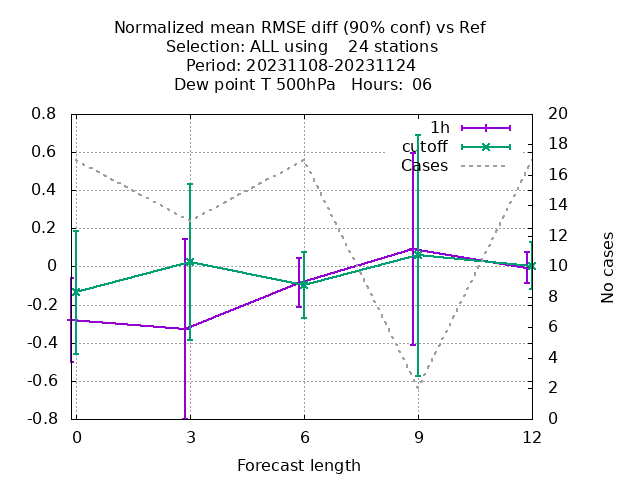 Normalized mean RMSE diff (90% conf) vs Ref
Selection: ALL using    24 stations
Period: 20231108-20231124
Dew point T 500hPa   Hours:  06
1h
cutoff
Cases
0.8
0.6
0.4
0.2
0
-0.2
-0.4
-0.6
-0.8
20
18
16
14
12
10
8
6
4
2
0
No cases
0
3
6
9
12
Forecast length